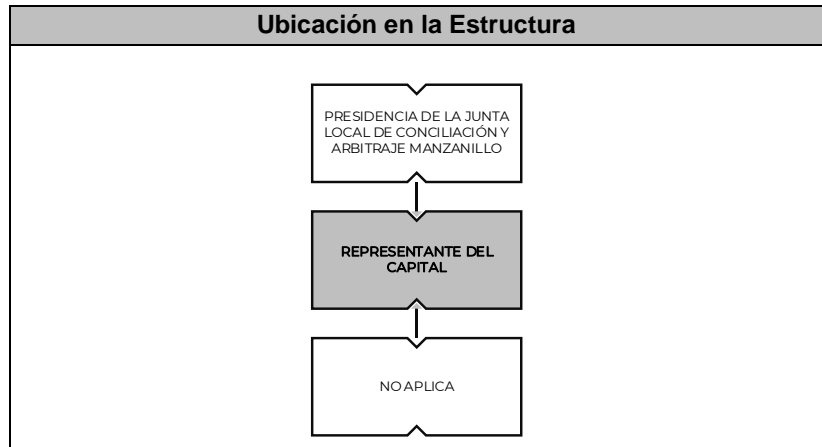 Ubicación en la Estructura
PRESIDENCIA DE LA JUNTA
LOCAL DE CONCILIACIÓN Y
ARBITRAJE MANZANILLO
REPRESENTANTE DEL
CAPITAL
NO APLICA